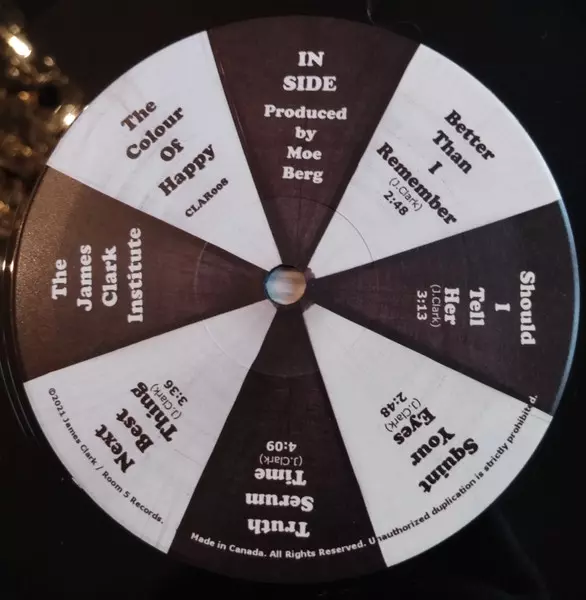 IN
SIDE
Produced
by
Moe
Berg
Better
Than
I
Remember
(J.Clark)
2:48
Should
I
Tell
Her
(J.Clark)
3:13
Squint
Your
Eyes
(J.Clark)
2:48
Truth
Serum
Time
(J.Clark)
4:09
Next
Best
Thing
(J.Clark)
3:36
The
James
Clark
Institute
The
Colour
Of
Happy
CLAR008
©2021 James Clark / Room 5 Records.
Made in Canada. All Rights Reserved. Unauthorized duplication is strictly prohibited.